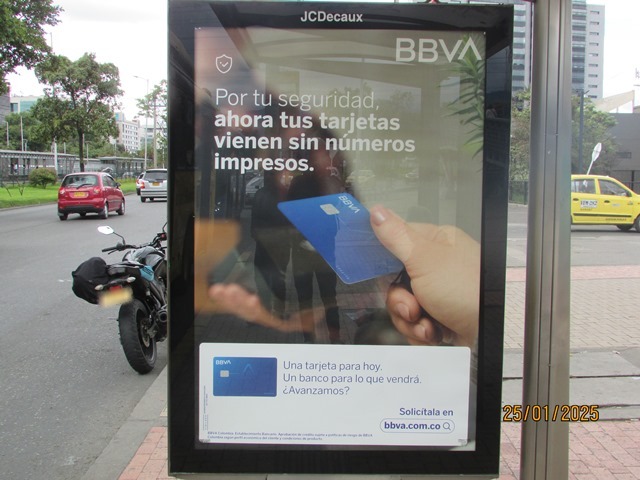 JCDecaux
BBVA
Por tu seguridad,
ahora tus tarjetas
vienen sin números
impresos.
BBVA
BBVA
Una tarjeta para hoy.
Un banco para lo que vendrá.
¿Avanzamos?
Solicítala en
bbva.com.co
25/01/2025